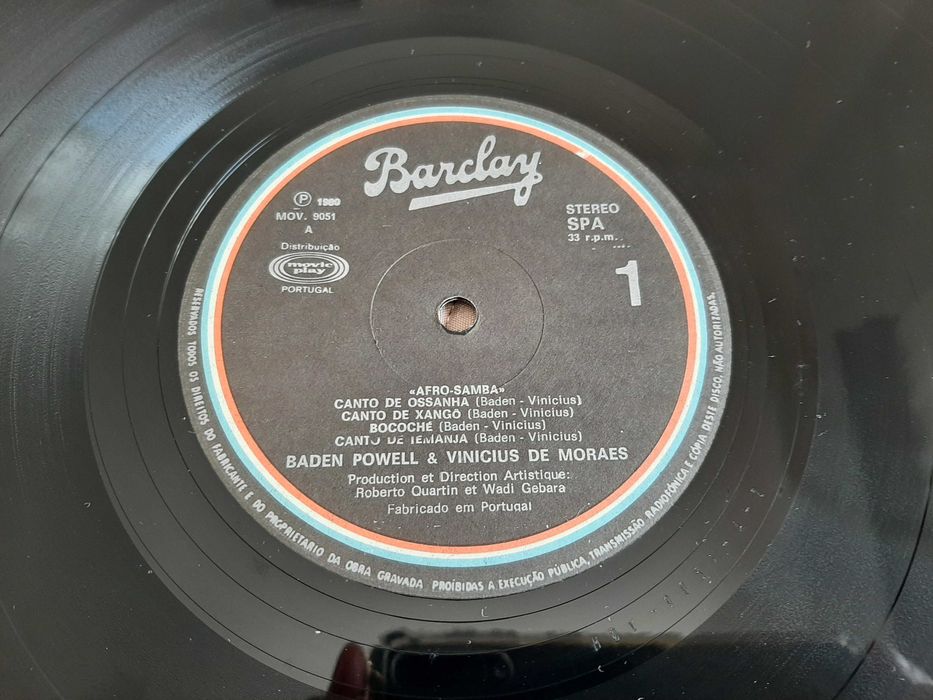 Barclay
Ⓟ 1980
MOV. 9051
A
Distribuição
movie
play
PORTUGAL
STEREO
SPA
33 r.p.m.
1
«AFRO-SAMBA»
CANTO DE OSSANHA (Baden - Vinicius)
CANTO DE XANGÔ (Baden - Vinicius)
BOCOCHÉ (Baden - Vinicius)
CANTO DE IEMANJA (Baden - Vinicius)
BADEN POWELL & VINICIUS DE MORAES
Production et Direction Artistique:
Roberto Quartin et Wadi Gebara
Fabricado em Portugal
RESERVADOS TODOS OS DIREITOS DO FABRICANTE E DO PROPRIETARIO DA OBRA GRAVADA. PROIBIDAS A EXECUÇÃO PÚBLICA, TRANSMISSÃO RADIOFÓNICA E CÓPIA DESTE DISCO, NÃO AUTORIZADAS.